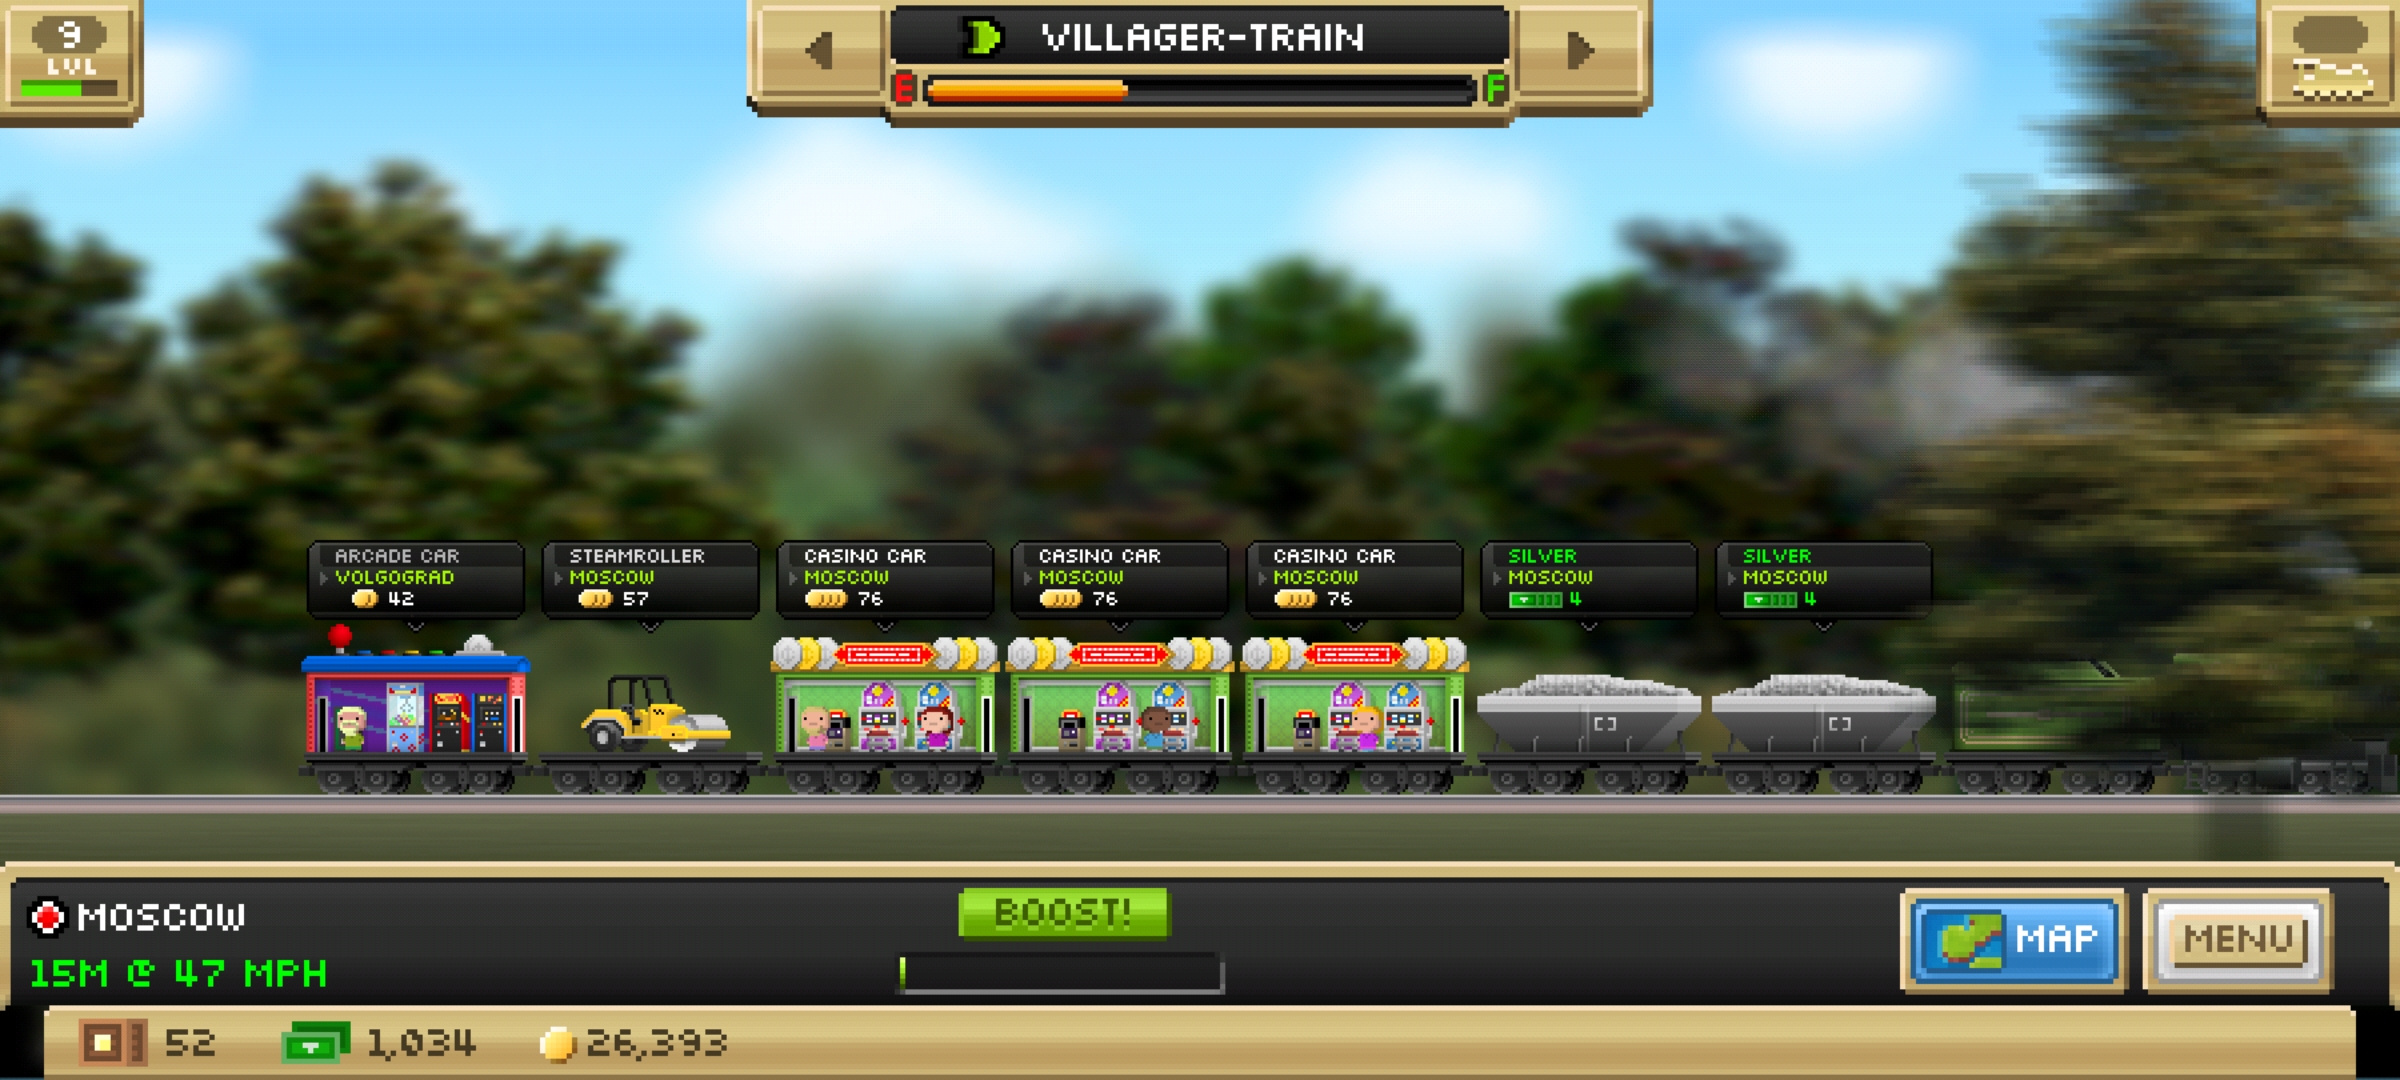 9
LVL
VILLAGER-TRAIN
E F
ARCADE CAR
VOLGOGRAD
42
STEAMROLLER
MOSCOW
57
CASINO CAR
MOSCOW
76
CASINO CAR
MOSCOW
76
CASINO CAR
MOSCOW
76
SILVER
MOSCOW
4
SILVER
MOSCOW
4
MOSCOW
15M @ 47 MPH
BOOST!
MAP
MENU
52 1,034 26,393